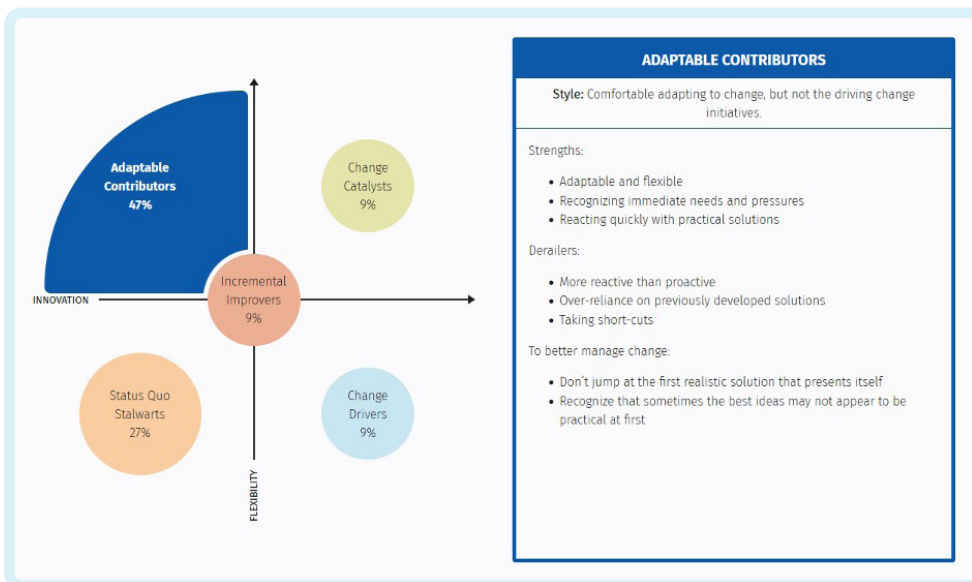 Adaptable
Contributors
47%
Change
Catalysts
9%
Incremental
Improvers
9%
INNOVATION
Status Quo
Stalwarts
27%
Change
Drivers
9%
FLEXIBILITY
ADAPTABLE CONTRIBUTORS
Style: Comfortable adapting to change, but not the driving change
initiatives.
Strengths:
• Adaptable and flexible
• Recognizing immediate needs and pressures
• Reacting quickly with practical solutions
Derailers:
• More reactive than proactive
• Over-reliance on previously developed solutions
• Taking short-cuts
To better manage change:
• Don't jump at the first realistic solution that presents itself
• Recognize that sometimes the best ideas may not appear to be
practical at first